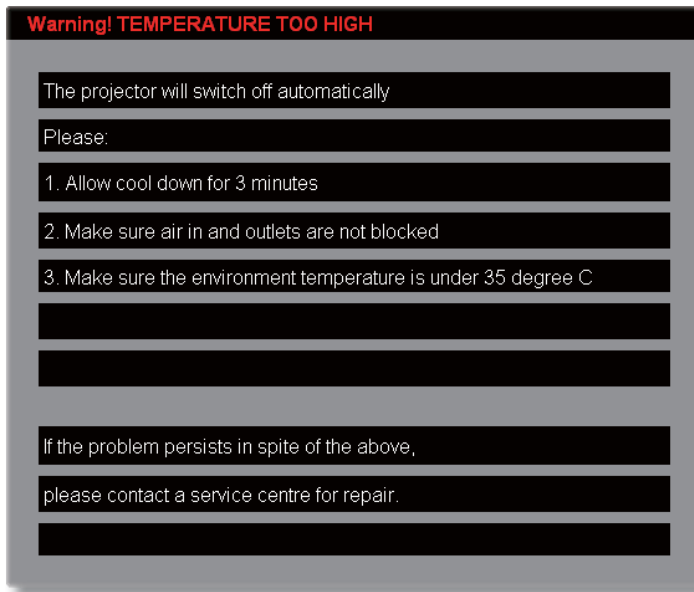 Warning! TEMPERATURE TOO HIGH
The projector will switch off automatically
Please:
1. Allow cool down for 3 minutes
2. Make sure air in and outlets are not blocked
3. Make sure the environment temperature is under 35 degree C
If the problem persists in spite of the above,
please contact a service centre for repair.